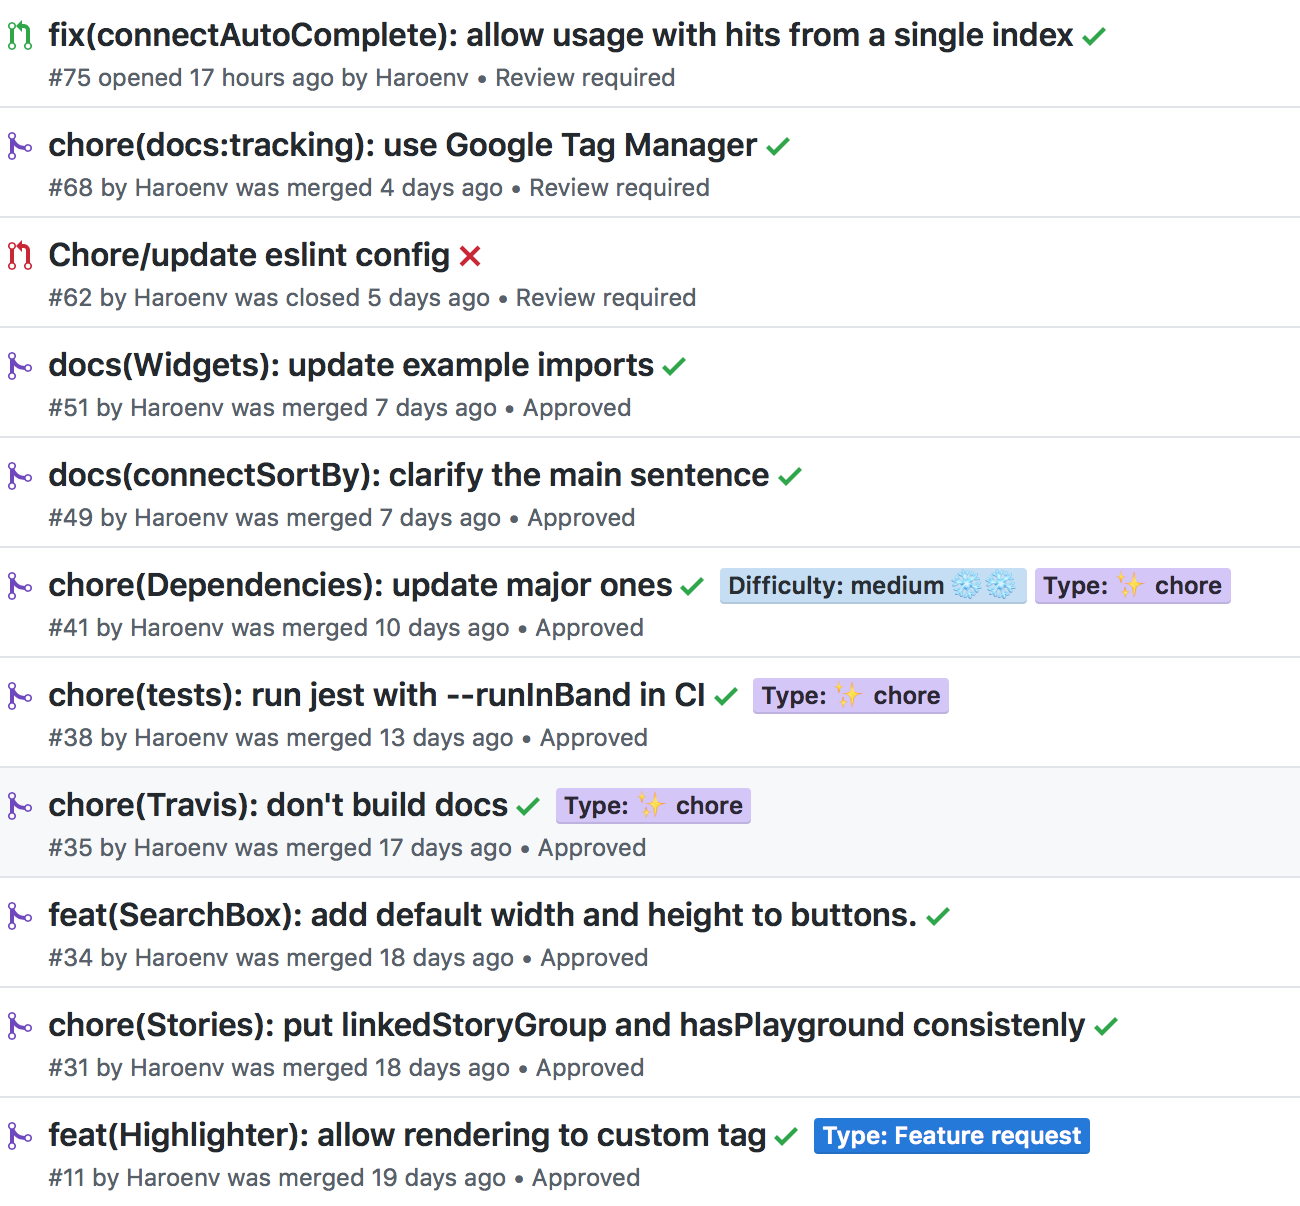 fix(connectAutoComplete): allow usage with hits from a single index
#75 opened 17 hours ago by Haroenv • Review required
chore(docs:tracking): use Google Tag Manager
#68 by Haroenv was merged 4 days ago • Review required
Chore/update eslint config
#62 by Haroenv was closed 5 days ago • Review required
docs(Widgets): update example imports
#51 by Haroenv was merged 7 days ago • Approved
docs(connectSortBy): clarify the main sentence
#49 by Haroenv was merged 7 days ago • Approved
chore(Dependencies): update major ones Difficulty: medium ❄️❄️ Type: ✨ chore
#41 by Haroenv was merged 10 days ago • Approved
chore(tests): run jest with --runInBand in CI Type: ✨ chore
#38 by Haroenv was merged 13 days ago • Approved
chore(Travis): don't build docs Type: ✨ chore
#35 by Haroenv was merged 17 days ago • Approved
feat(SearchBox): add default width and height to buttons.
#34 by Haroenv was merged 18 days ago • Approved
chore(Stories): put linkedStoryGroup and hasPlayground consistenly
#31 by Haroenv was merged 18 days ago • Approved
feat(Highlighter): allow rendering to custom tag Type: Feature request
#11 by Haroenv was merged 19 days ago • Approved